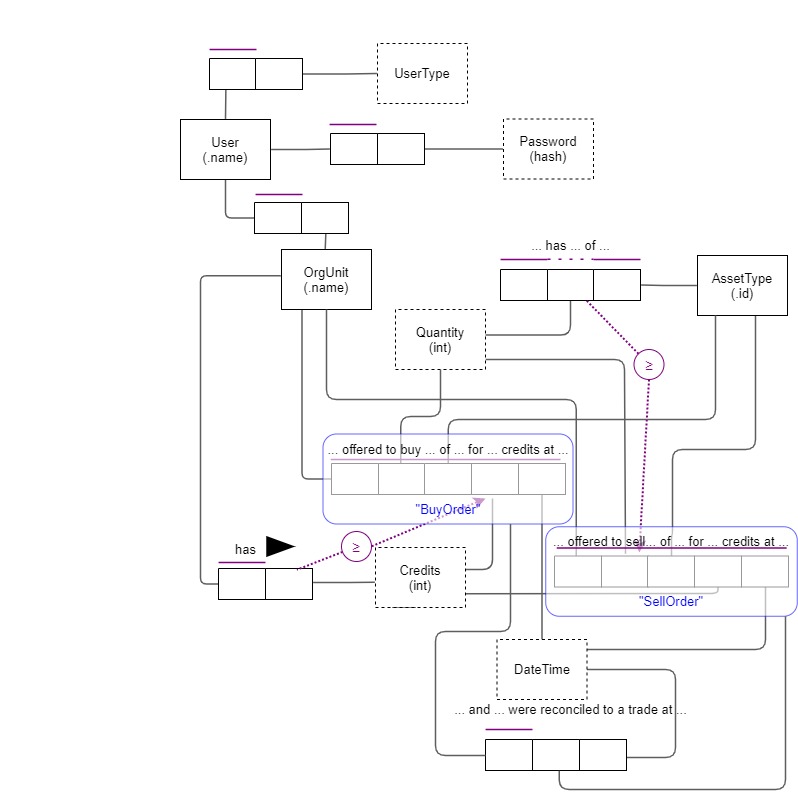 UserType
User
(.name)
Password
(hash)
... has ... of ...
OrgUnit
(.name)
AssetType
(.id)
Quantity
(int)
≥
... offered to buy ... of ... for ... credits at ...
"BuyOrder"
has
≥
Credits
(int)
... offered to sell... of ... for ... credits at ...
"SellOrder"
DateTime
... and ... were reconciled to a trade at ...